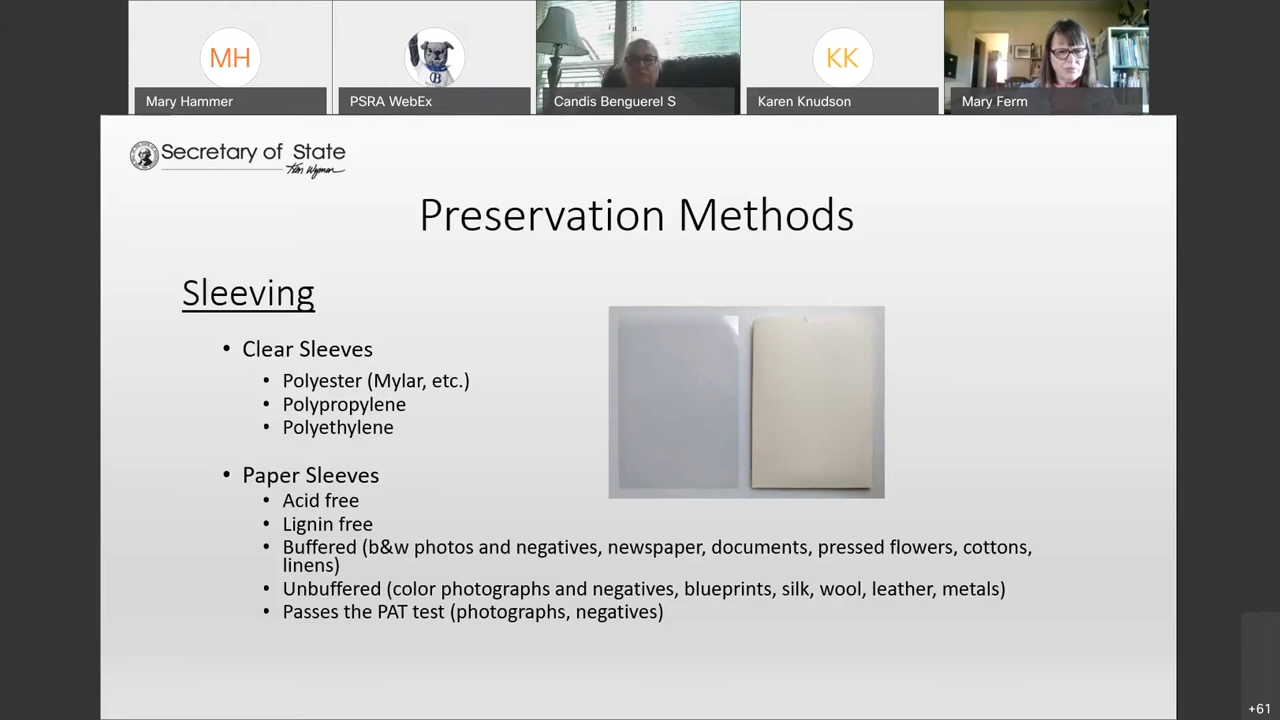 MH
KK
Mary Hammer
PSRA WebEx
Candis Benguerel S
Karen Knudson
Mary Ferm
Secretary of State
Kim Wyman
Preservation Methods
Sleeving
• Clear Sleeves
• Polyester (Mylar, etc.)
• Polypropylene
• Polyethylene
• Paper Sleeves
• Acid free
• Lignin free
• Buffered (b&w photos and negatives, newspaper, documents, pressed flowers, cottons,
linens)
• Unbuffered (color photographs and negatives, blueprints, silk, wool, leather, metals)
• Passes the PAT test (photographs, negatives)
+61